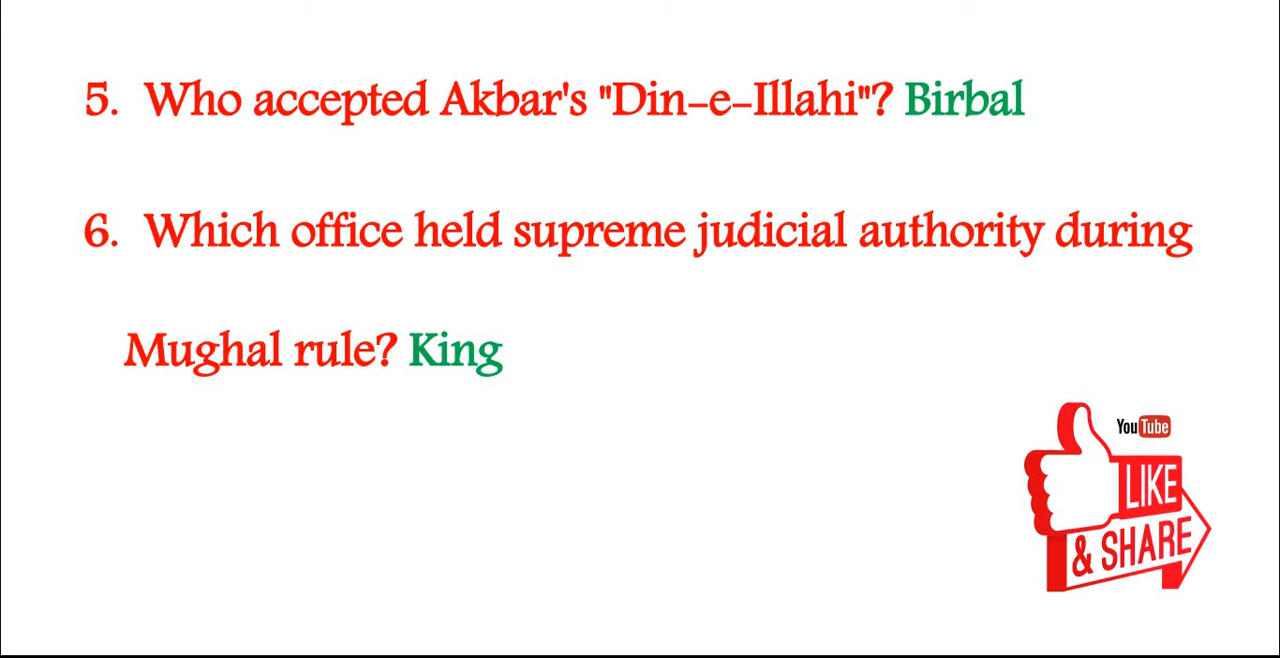 5. Who accepted Akbar's "Din-e-Illahi"? Birbal
6. Which office held supreme judicial authority during
Mughal rule? King
YouTube
LIKE
& SHARE